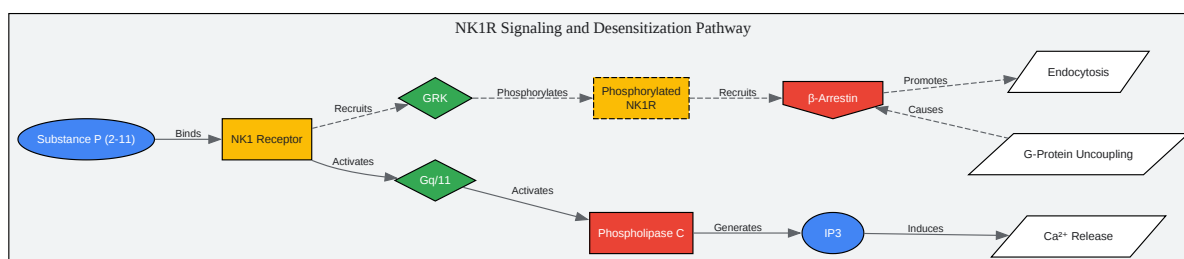 NK1R Signaling and Desensitization Pathway
Substance P (2-11)
Binds
NK1 Receptor
Recruits
GRK
Phosphorylates
Phosphorylated
NK1R
Recruits
β-Arrestin
Promotes
Endocytosis
Causes
G-Protein Uncoupling
Activates
Gq/11
Activates
Phospholipase C
Generates
IP3
Induces
Ca²⁺ Release